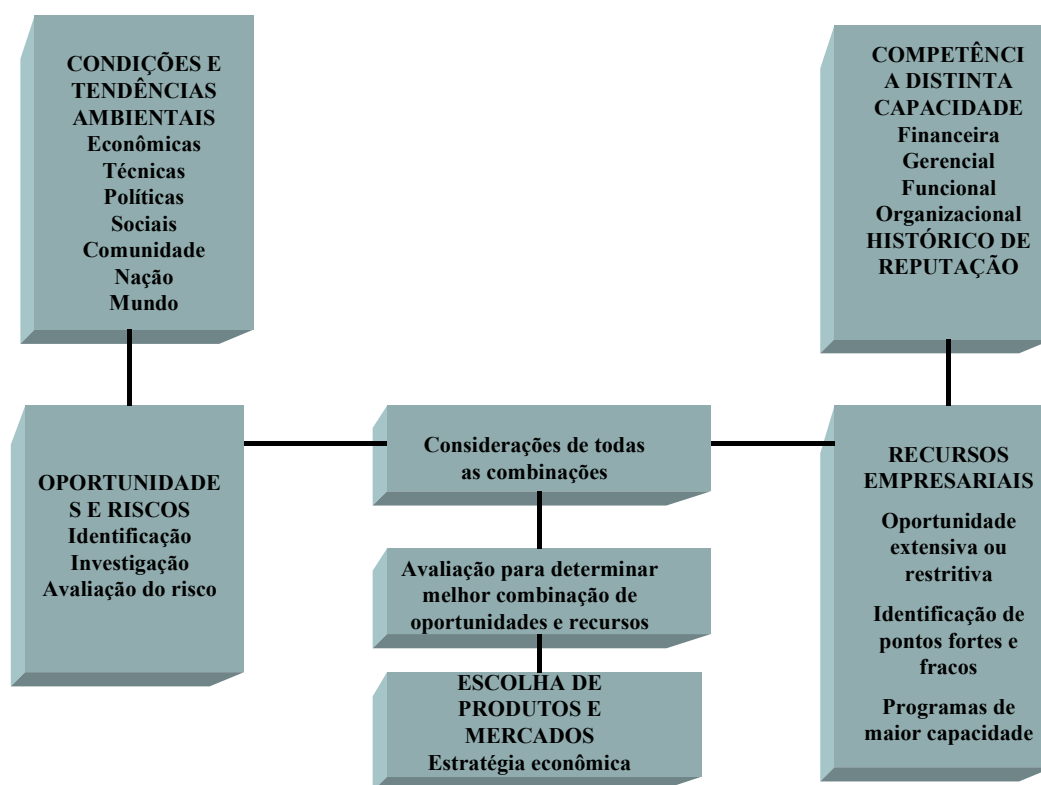 CONDIÇÕES E
TENDÊNCIAS
AMBIENTAIS
Econômicas
Técnicas
Políticas
Sociais
Comunidade
Nação
Mundo
COMPETÊNCI
A DISTINTA
CAPACIDADE
Financeira
Gerencial
Funcional
Organizacional
HISTÓRICO DE
REPUTAÇÃO
OPORTUNIDADE
S E RISCOS
Identificação
Investigação
Avaliação do risco
Considerações de todas
as combinações
Avaliação para determinar
melhor combinação de
oportunidades e recursos
ESCOLHA DE
PRODUTOS E
MERCADOS
Estratégia econômica
RECURSOS
EMPRESARIAIS
Oportunidade
extensiva ou
restritiva
Identificação de
pontos fortes e
fracos
Programas de
maior capacidade